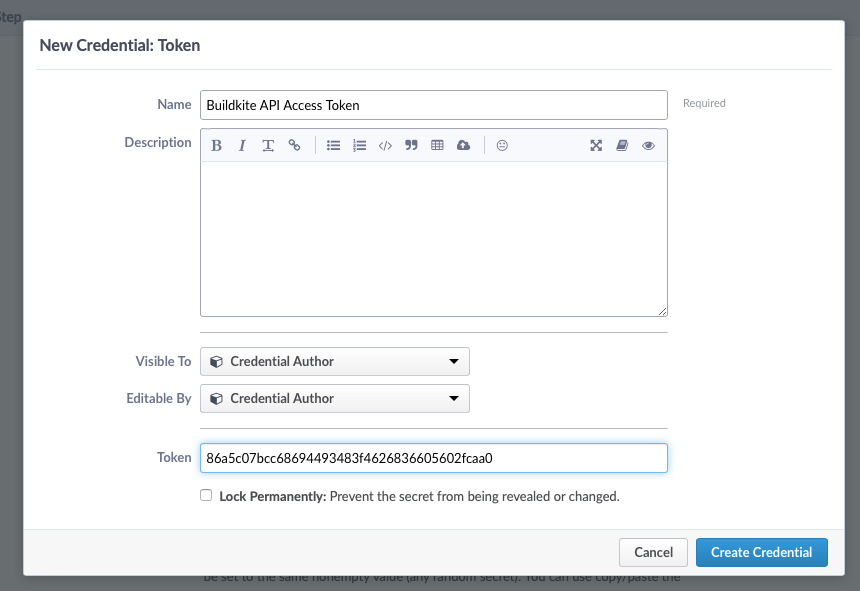 Step
New Credential: Token
Name Buildkite API Access Token Required
Description
Visible To Credential Author
Editable By Credential Author
Token 86a5c07bcc68694493483f4626836605602fcaa0
Lock Permanently: Prevent the secret from being revealed or changed.
Cancel Create Credential
be set to the same nonempty value (any random secret). You can use copy/paste the